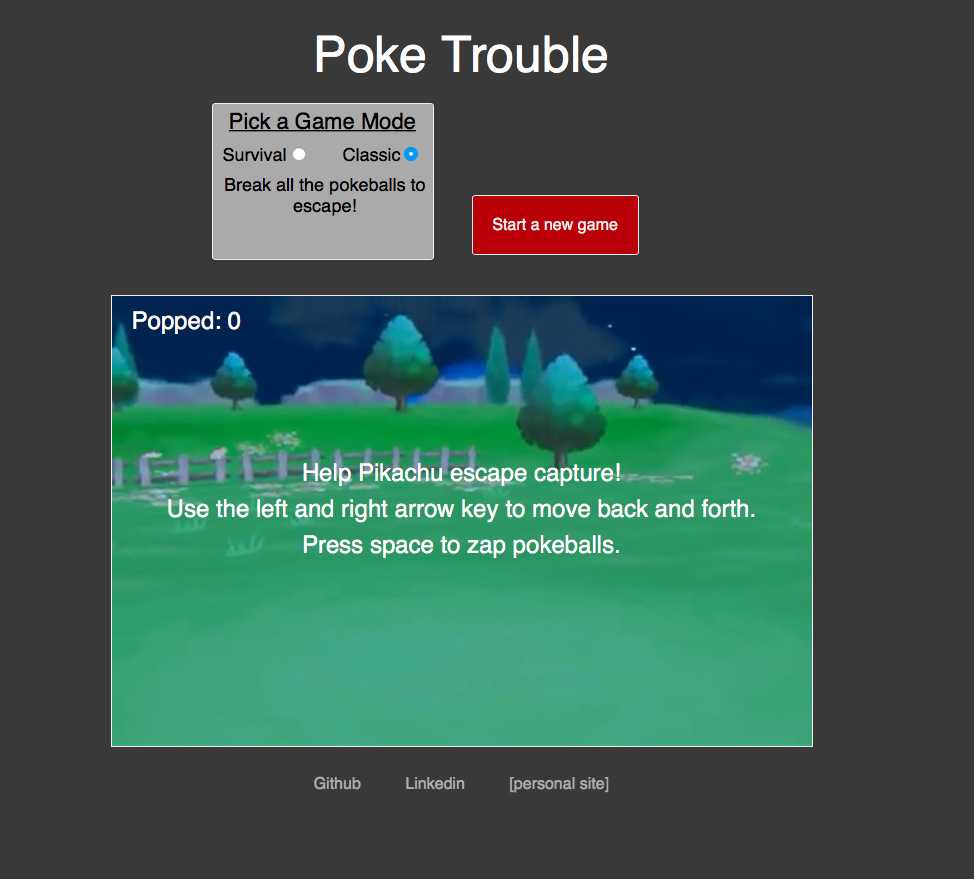 Poke Trouble
Pick a Game Mode
Survival Classic
Break all the pokeballs to
escape!
Start a new game
Popped: 0
Help Pikachu escape capture!
Use the left and right arrow key to move back and forth.
Press space to zap pokeballs.
Github Linkedin [personal site]